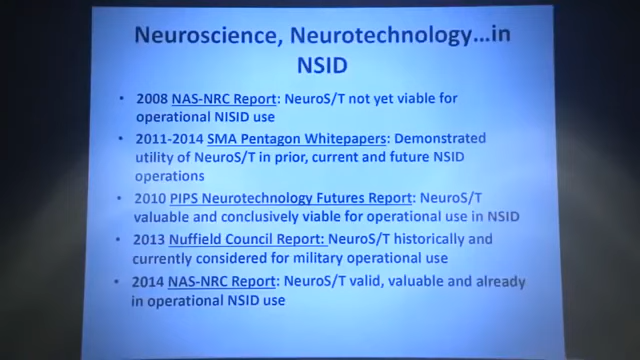 Neuroscience, Neurotechnology...in
NSID
• 2008 NAS-NRC Report: NeuroS/T not yet viable for
operational NISID use
• 2011-2014 SMA Pentagon Whitepapers: Demonstrated
utility of NeuroS/T in prior, current and future NSID
operations
• 2010 PIPS Neurotechnology Futures Report: NeuroS/T
valuable and conclusively viable for operational use in NSID
• 2013 Nuffield Council Report: NeuroS/T historically and
currently considered for military operational use
• 2014 NAS-NRC Report: NeuroS/T valid, valuable and already
in operational NSID use